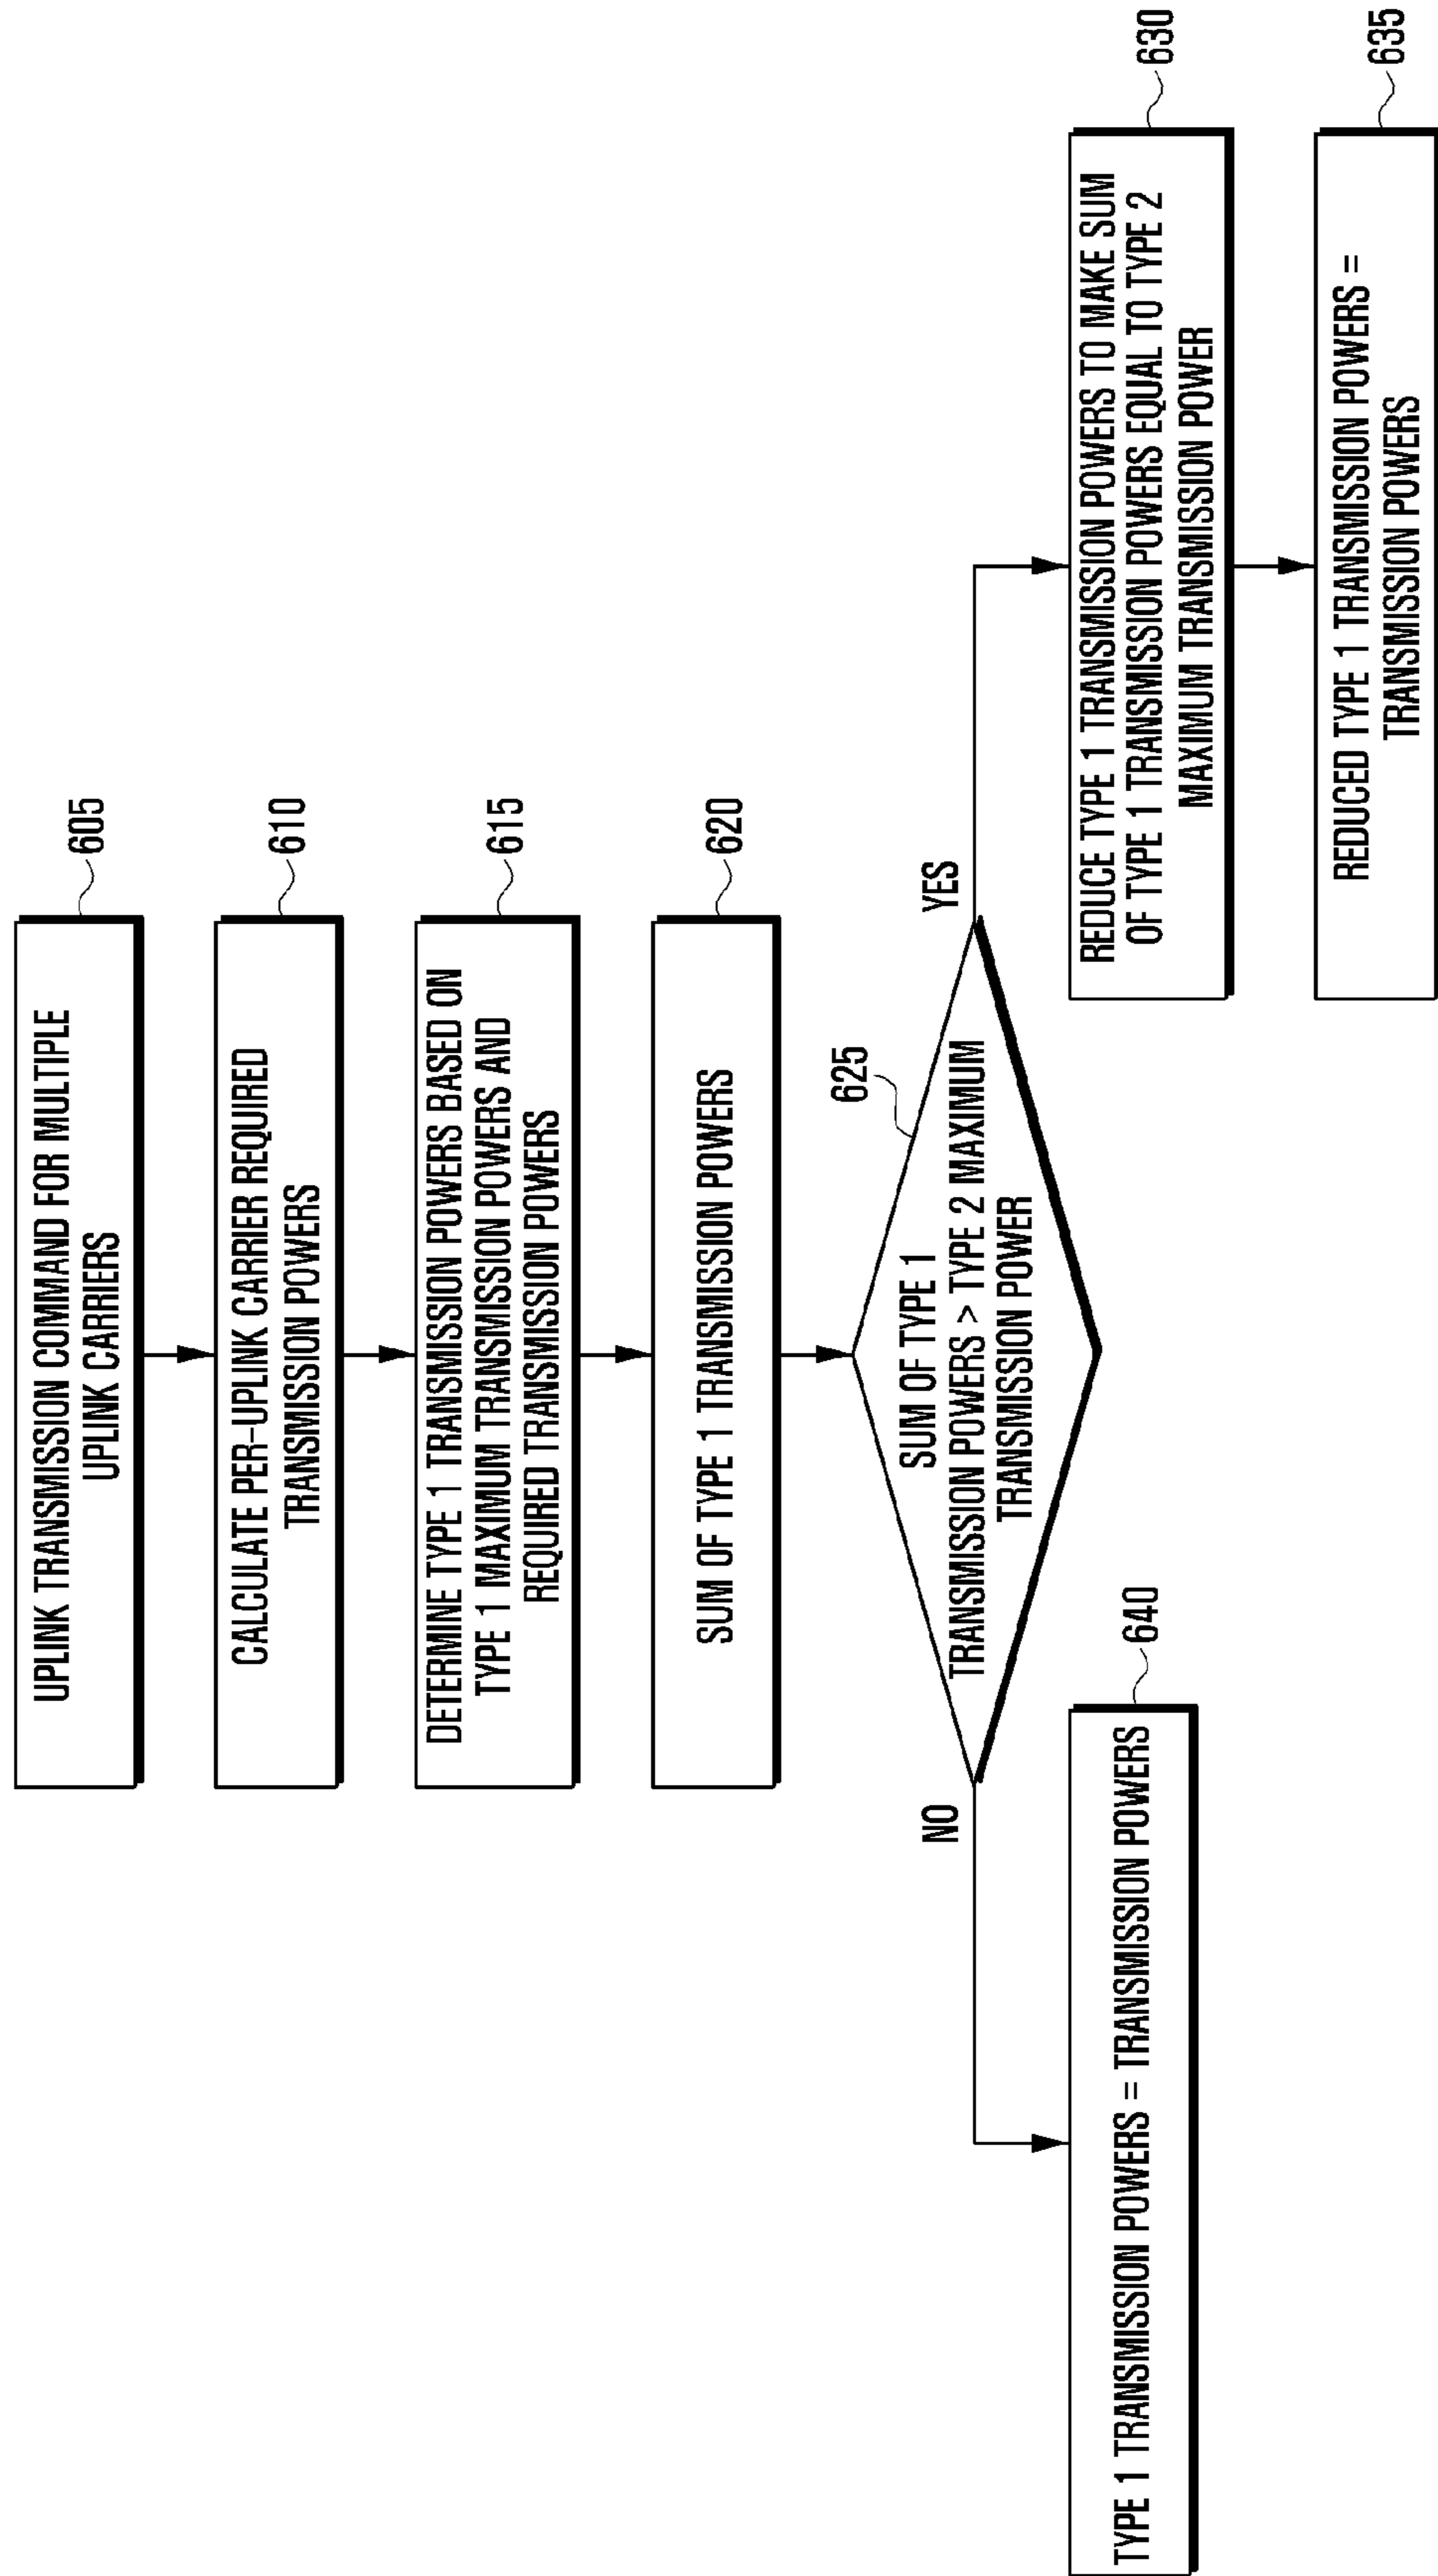 UPLINK TRANSMISSION COMMAND FOR MULTIPLE
UPLINK CARRIERS
605
CALCULATE PER-UPLINK CARRIER REQUIRED
TRANSMISSION POWERS
610
DETERMINE TYPE 1 TRANSMISSION POWERS BASED ON
TYPE 1 MAXIMUM TRANSMISSION POWERS AND
REQUIRED TRANSMISSION POWERS
615
SUM OF TYPE 1 TRANSMISSION POWERS
620
625
SUM OF TYPE 1
TRANSMISSION POWERS > TYPE 2 MAXIMUM
TRANSMISSION POWER
NO
YES
TYPE 1 TRANSMISSION POWERS = TRANSMISSION POWERS
640
REDUCE TYPE 1 TRANSMISSION POWERS TO MAKE SUM
OF TYPE 1 TRANSMISSION POWERS EQUAL TO TYPE 2
MAXIMUM TRANSMISSION POWER
630
REDUCED TYPE 1 TRANSMISSION POWERS =
TRANSMISSION POWERS
635